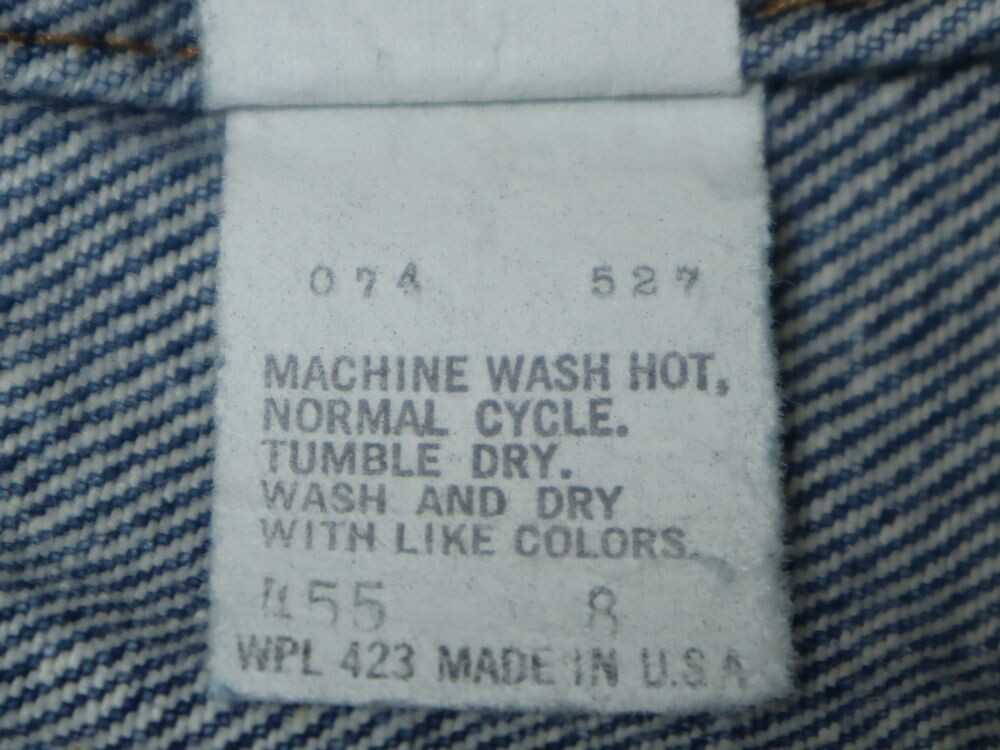 074 527
MACHINE WASH HOT,
NORMAL CYCLE.
TUMBLE DRY.
WASH AND DRY
WITH LIKE COLORS.
455 8
WPL 423 MADE IN U.S.A